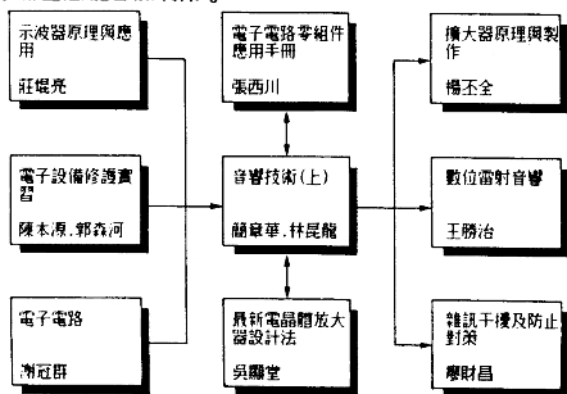 示波器原理與應
用
莊堒亮
電子電路零組件
應用手冊
張西川
擴大器原理與製
作
楊丕全
電子設備修護實
習
陳本源.郭森河
音響技術(上)
簡章華.林昆龍
數位雷射音響
王勝治
電子電路
謝冠群
最新電晶體放大
器設計法
吳顯堂
雜訊干擾及防止
對策
廖財昌